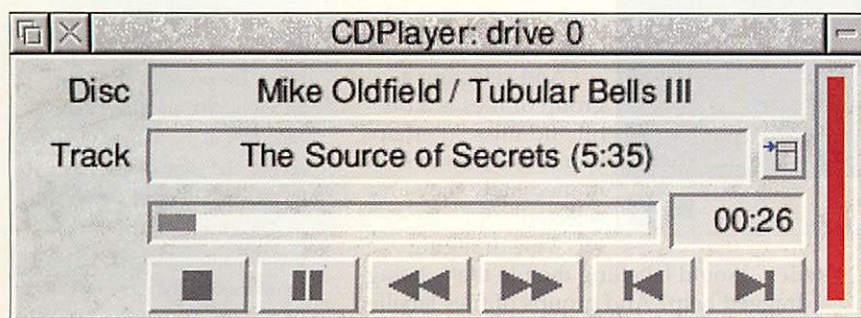 CDPlayer: drive 0
Disc
Mike Oldfield / Tubular Bells III
Track
The Source of Secrets (5:35)
00:26